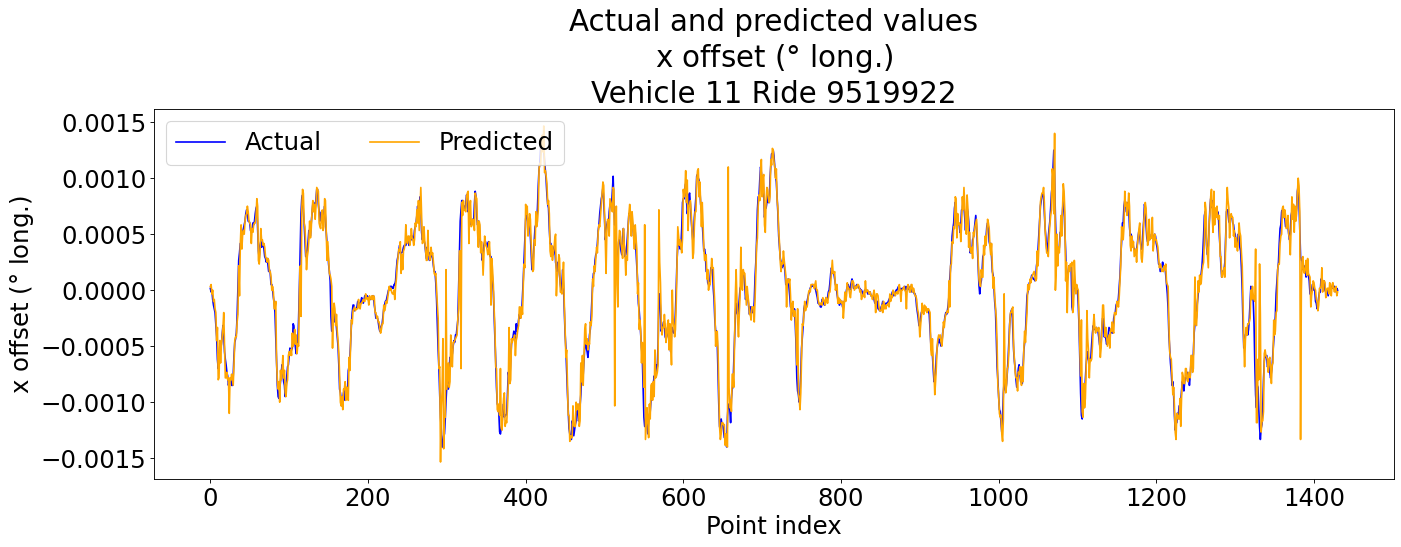 Actual and predicted values
x offset (° long.)
Vehicle 11 Ride 9519922
Actual
Predicted
x offset (° long.)
0.0015
0.0010
0.0005
0.0000
−0.0005
−0.0010
−0.0015
0
200
400
600
800
1000
1200
1400
Point index